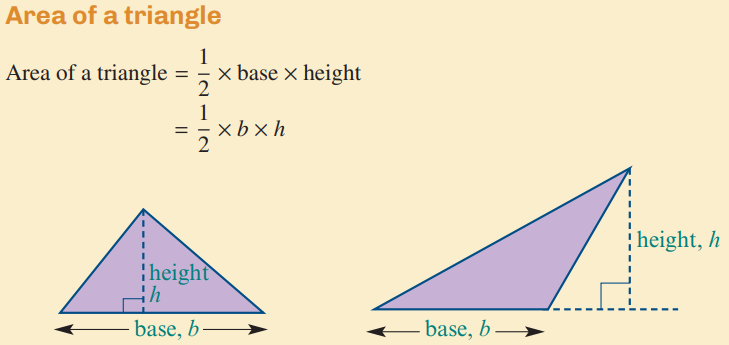 Area of a triangle
Area of a triangle = 1/2 × base × height
= 1/2 × b × h
height
h
base, b
height, h
base, b